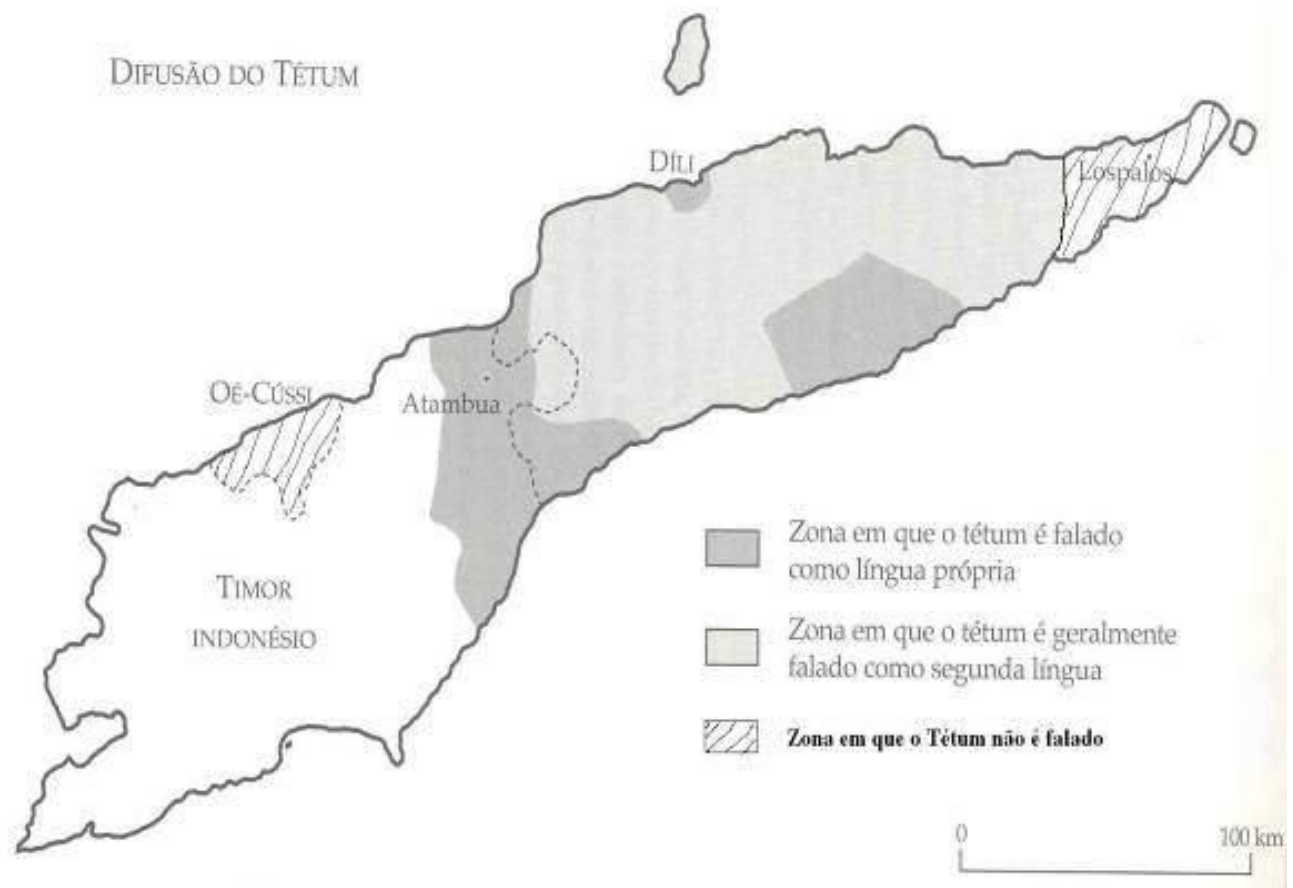 DIFUSÃO DO TÉTUM
DÍLI
Lospalos
OÉ-CÚSSI
Atambua
TIMOR
INDONÉSIO
Zona em que o tétum é falado
como língua própria
Zona em que o tétum é geralmente
falado como segunda língua
Zona em que o Tétum não é falado
0
100 km